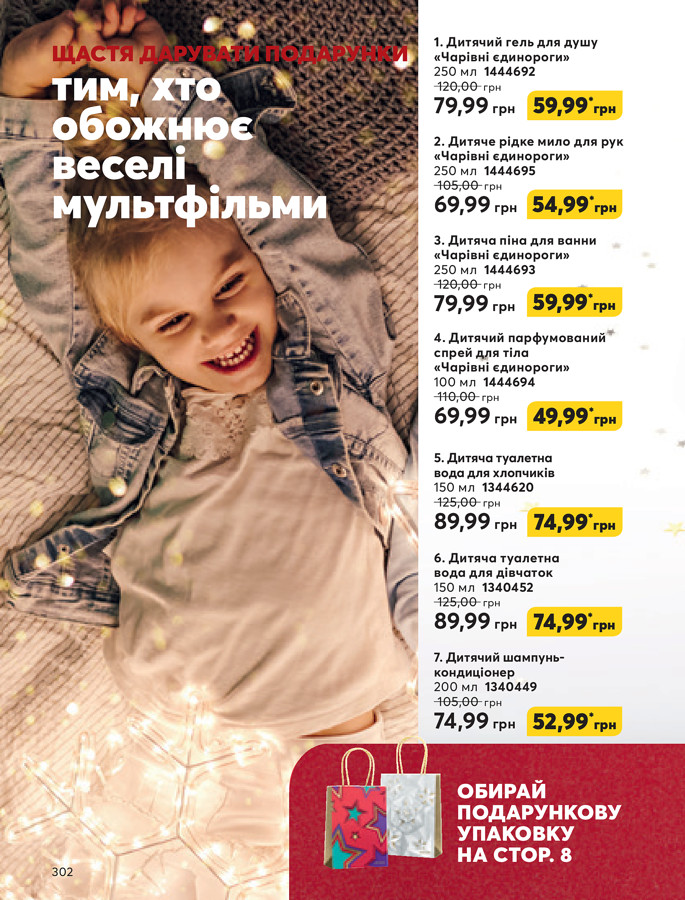 ЩАСТЯ ДАРУВАТИ ПОДАРУНКИ
тим, хто
обожнює
веселі
мультфільми
1. Дитячий гель для душу
«Чарівні єдинороги»
250 мл 1444692
120,00 грн
79,99 грн 59,99* грн
2. Дитяче рідке мило для рук
«Чарівні єдинороги»
250 мл 1444695
105,00 грн
69,99 грн 54,99* грн
3. Дитяча піна для ванни
«Чарівні єдинороги»
250 мл 1444693
120,00 грн
79,99 грн 59,99* грн
4. Дитячий парфумований
спрей для тіла
«Чарівні єдинороги»
100 мл 1444694
110,00 грн
69,99 грн 49,99* грн
5. Дитяча туалетна
вода для хлопчиків
150 мл 1344620
125,00 грн
89,99 грн 74,99* грн
6. Дитяча туалетна
вода для дівчаток
150 мл 1340452
125,00 грн
89,99 грн 74,99* грн
7. Дитячий шампунь-
кондиціонер
200 мл 1340449
105,00 грн
74,99 грн 52,99* грн
ОБИРАЙ
ПОДАРУНКОВУ
УПАКОВКУ
НА СТОР. 8
302